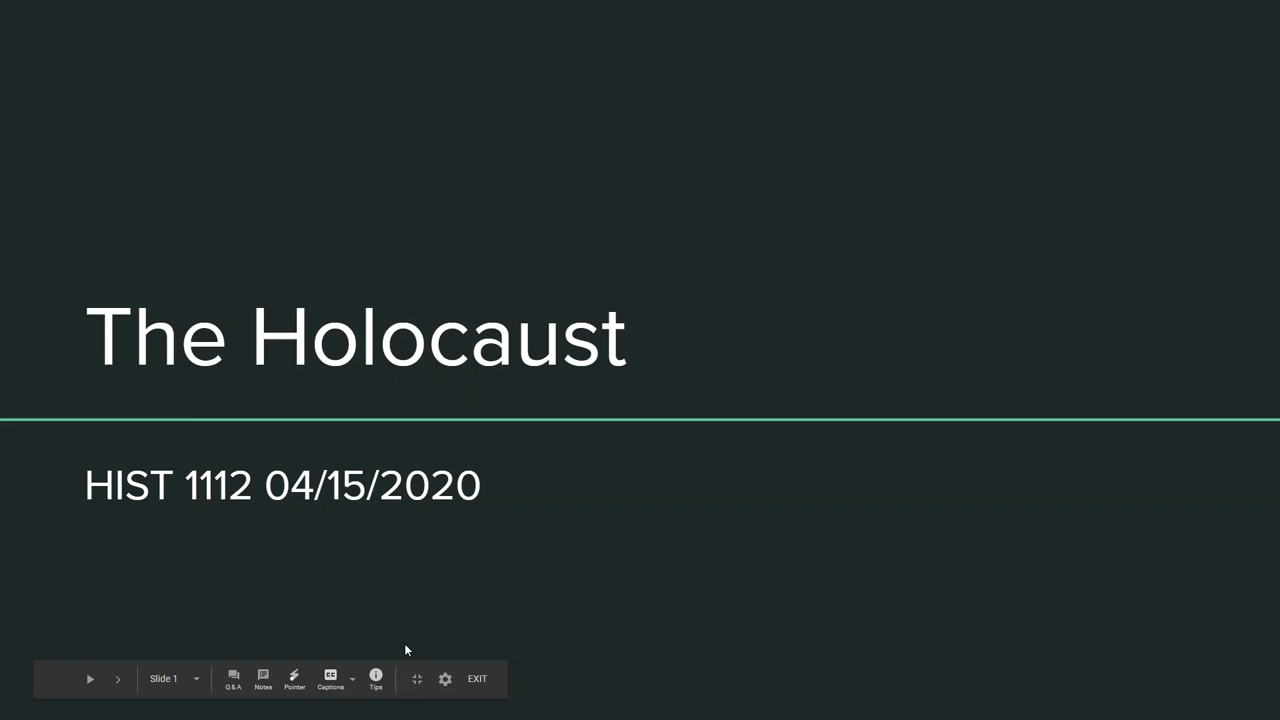 The Holocaust
HIST 1112 04/15/2020
Slide 1 Q & A Notes Pointer Captions Tips EXIT